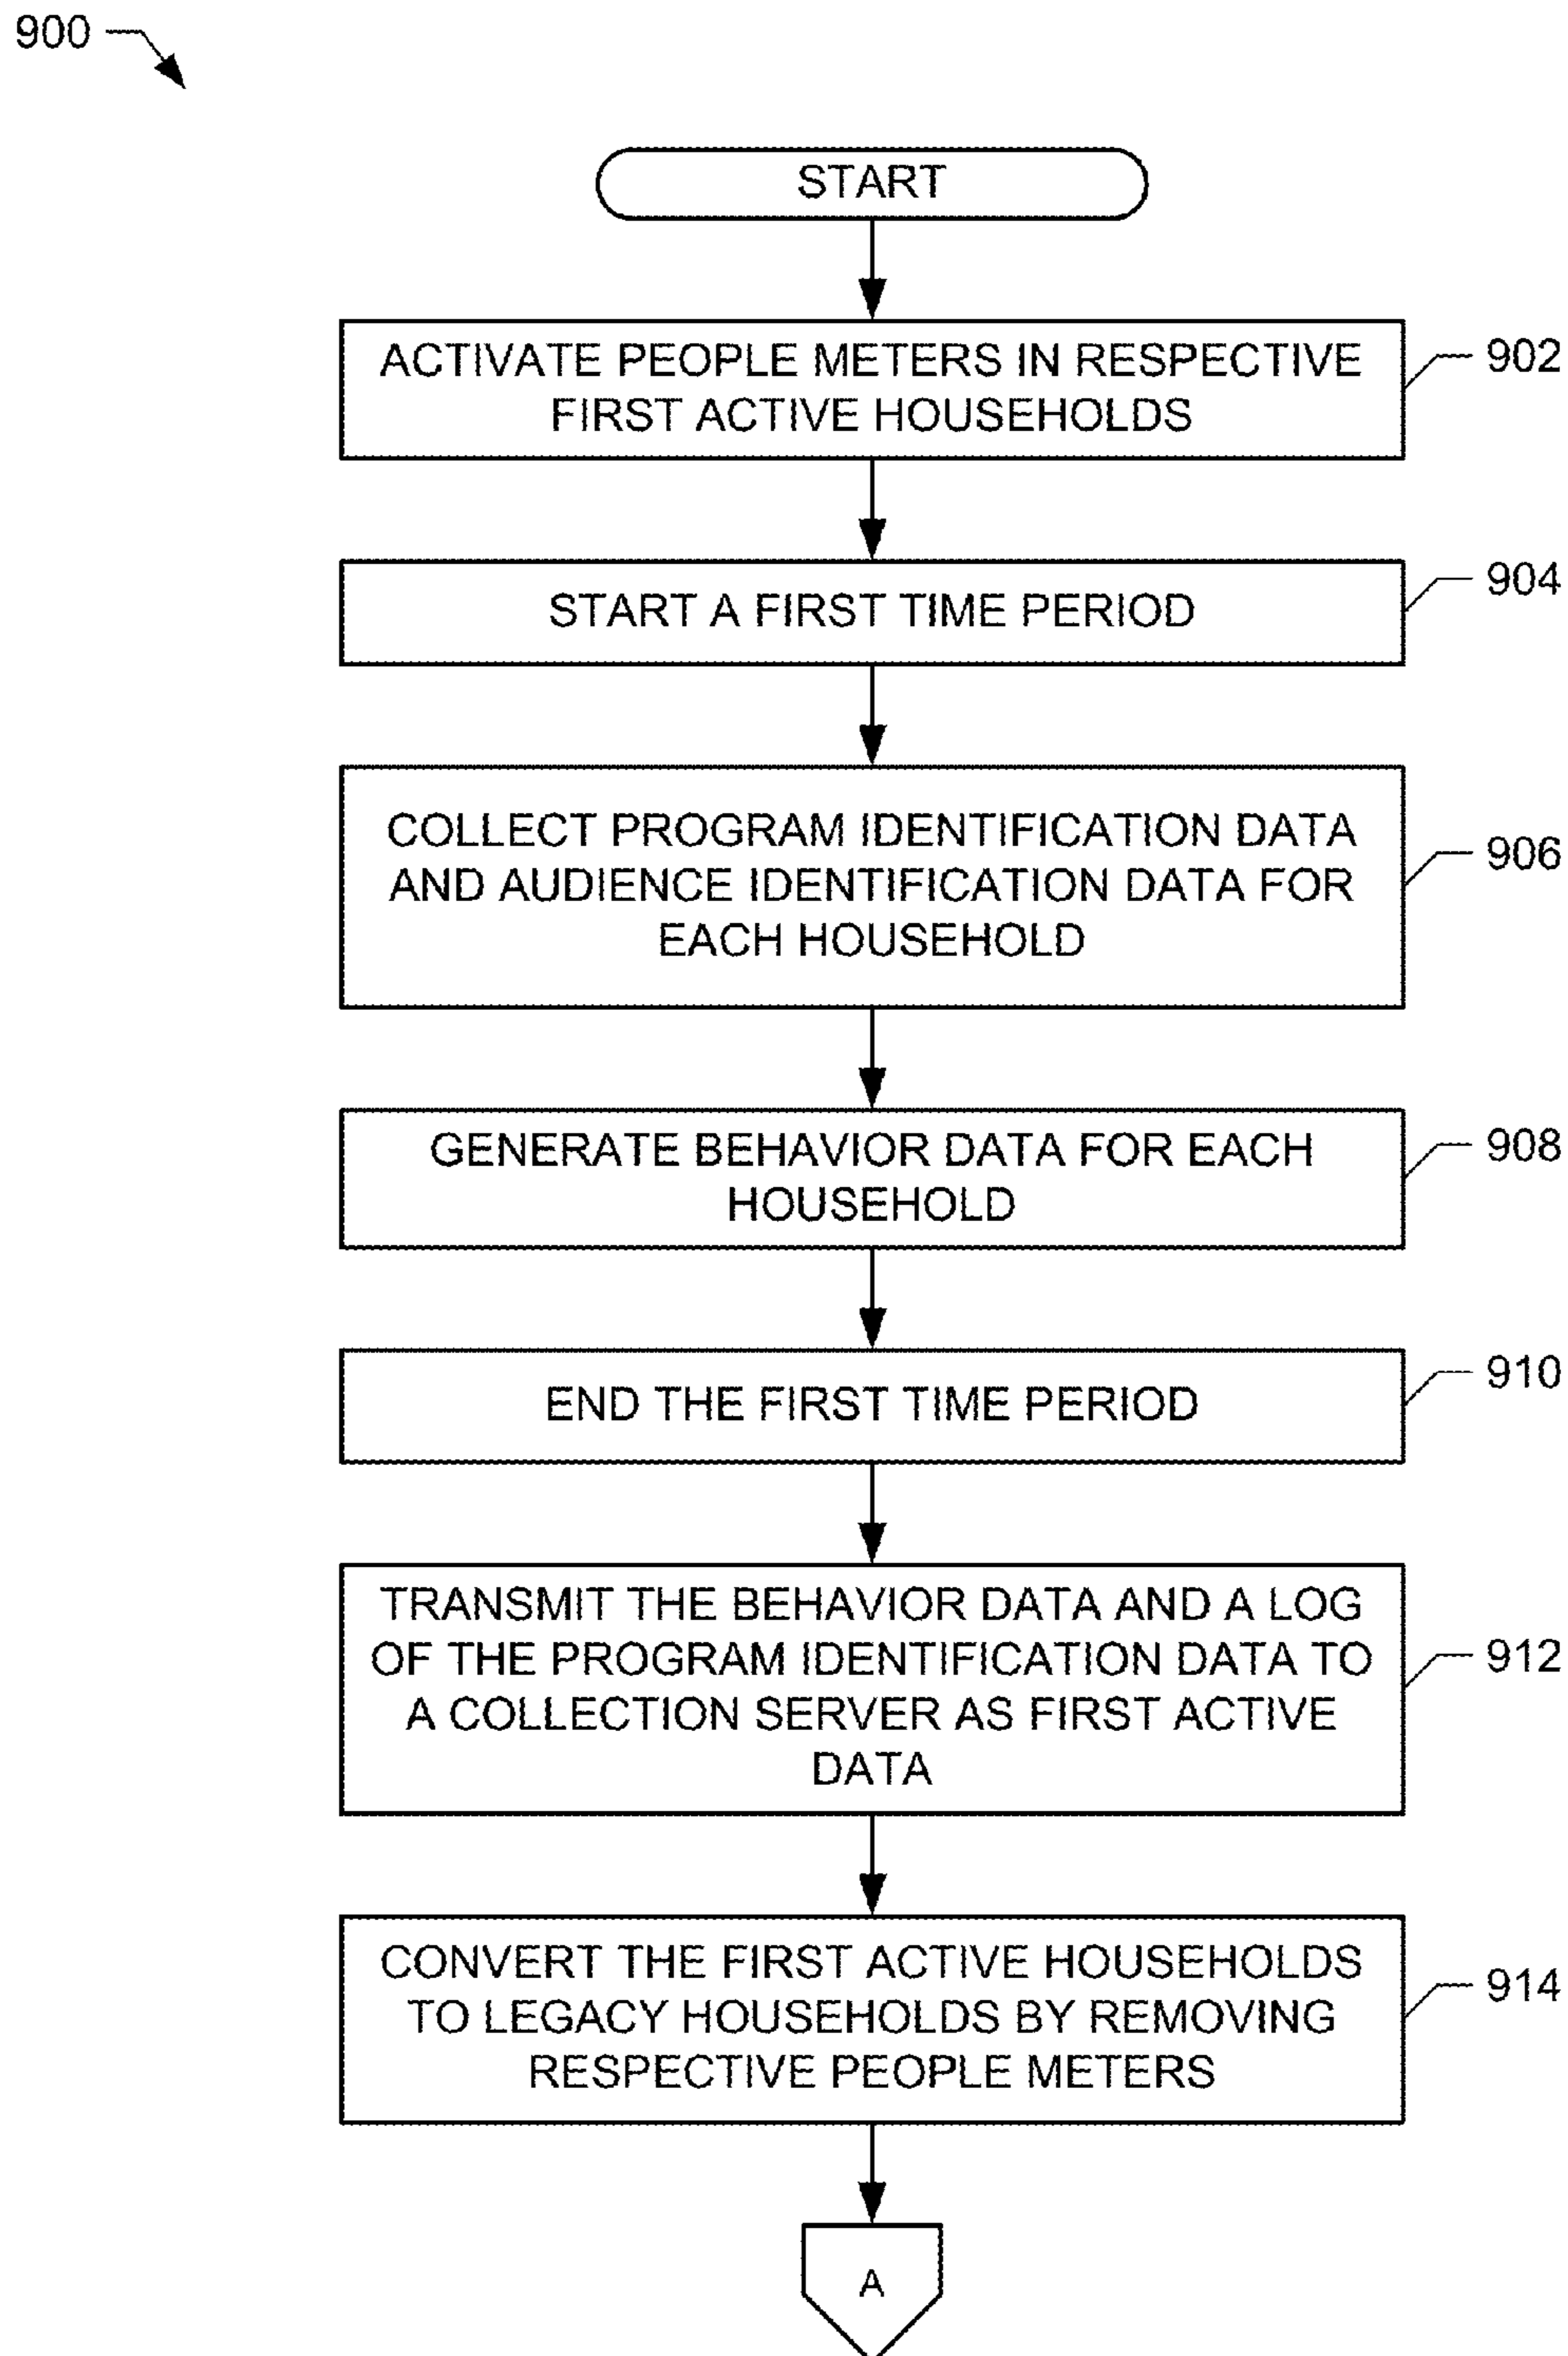 900
START
ACTIVATE PEOPLE METERS IN RESPECTIVE
FIRST ACTIVE HOUSEHOLDS
902
START A FIRST TIME PERIOD
904
COLLECT PROGRAM IDENTIFICATION DATA
AND AUDIENCE IDENTIFICATION DATA FOR
EACH HOUSEHOLD
906
GENERATE BEHAVIOR DATA FOR EACH
HOUSEHOLD
908
END THE FIRST TIME PERIOD
910
TRANSMIT THE BEHAVIOR DATA AND A LOG
OF THE PROGRAM IDENTIFICATION DATA TO
A COLLECTION SERVER AS FIRST ACTIVE
DATA
912
CONVERT THE FIRST ACTIVE HOUSEHOLDS
TO LEGACY HOUSEHOLDS BY REMOVING
RESPECTIVE PEOPLE METERS
914
A